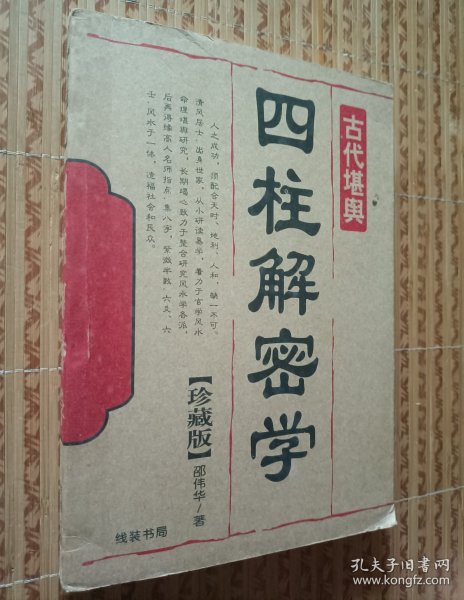 古代堪舆
四柱解密学
【珍藏版】
邵伟华/著
人之成功，须配合天时、地利、人和，缺一不可。
清风居士，出身世家，从小研读易学，着力于玄学风水
命理堪舆研究，长期竭心致力于整合研究风水学各派，
后再得缘高人名师指点，集八字、紫微斗数、六爻、六
壬、风水于一体，造福社会和民众。
线装书局
孔夫子旧书网
www.kongfz.com